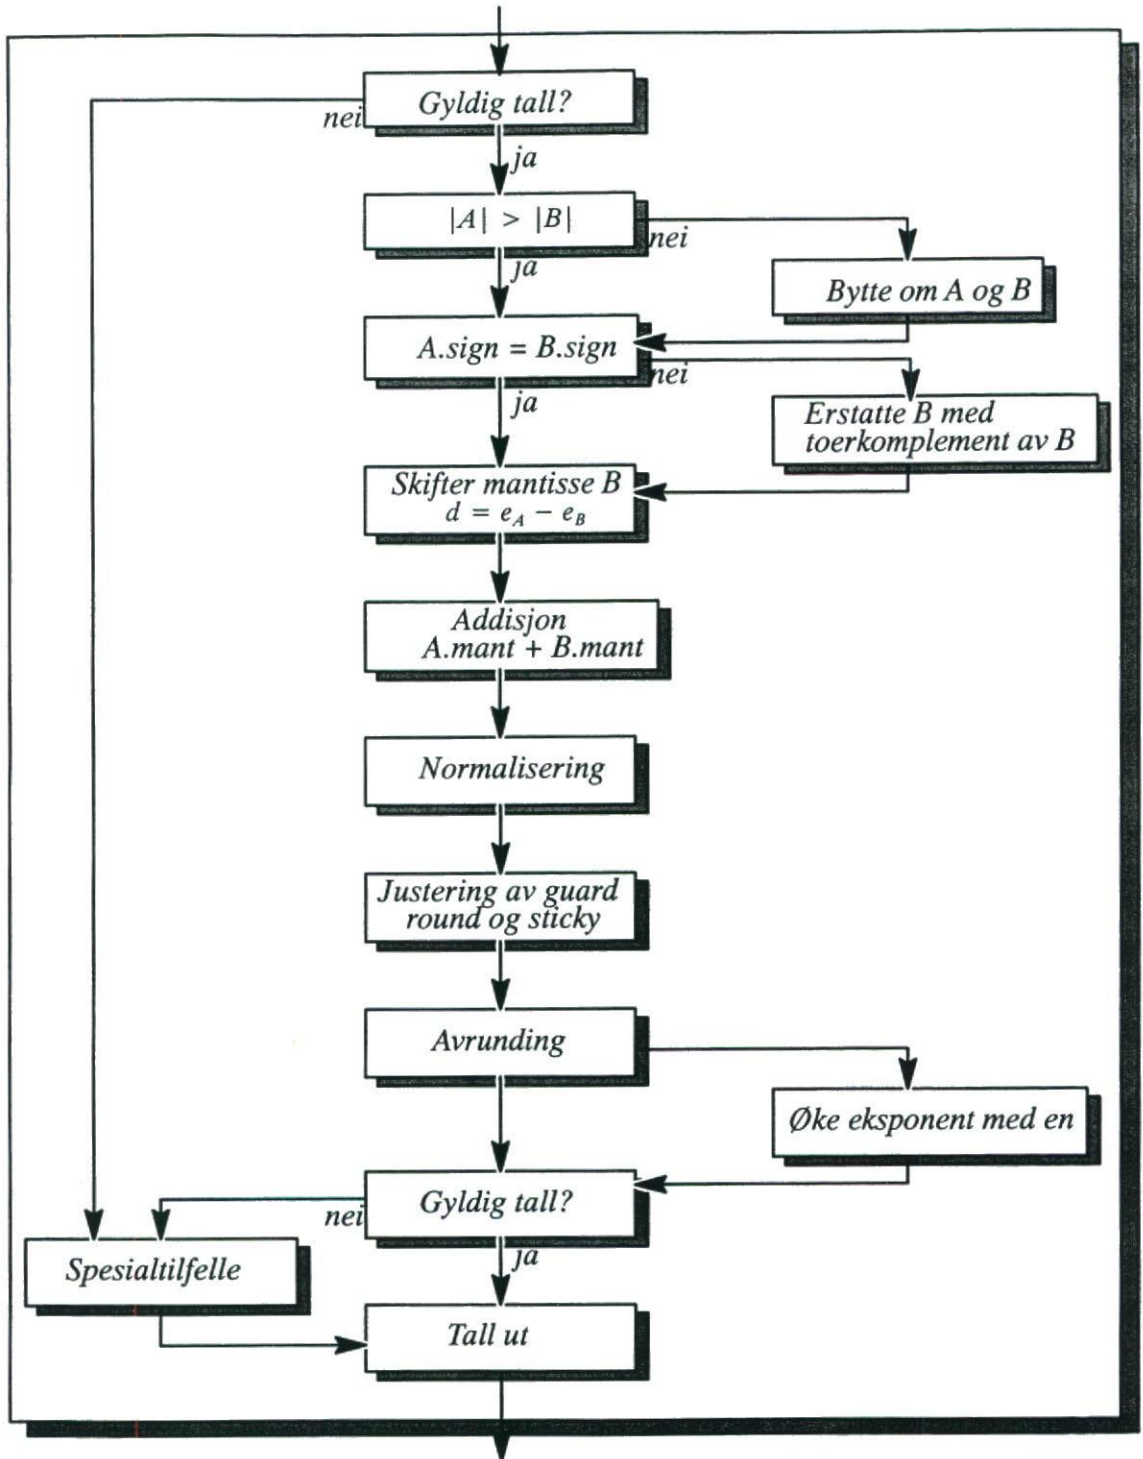 Gyldig tall?
nei
ja
|A| > |B|
nei
ja
Bytte om A og B
A.sign = B.sign
nei
ja
Erstatte B med
toerkomplement av B
Skifter mantisse B
d = e_A − e_B
Addisjon
A.mant + B.mant
Normalisering
Justering av guard
round og sticky
Avrunding
Øke eksponent med en
Gyldig tall?
nei
ja
Spesialtilfelle
Tall ut